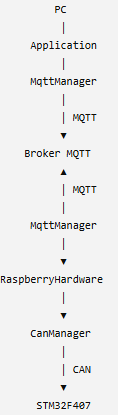 PC
Application
MqttManager
MQTT
Broker MQTT
MQTT
MqttManager
RaspberryHardware
CanManager
CAN
STM32F407